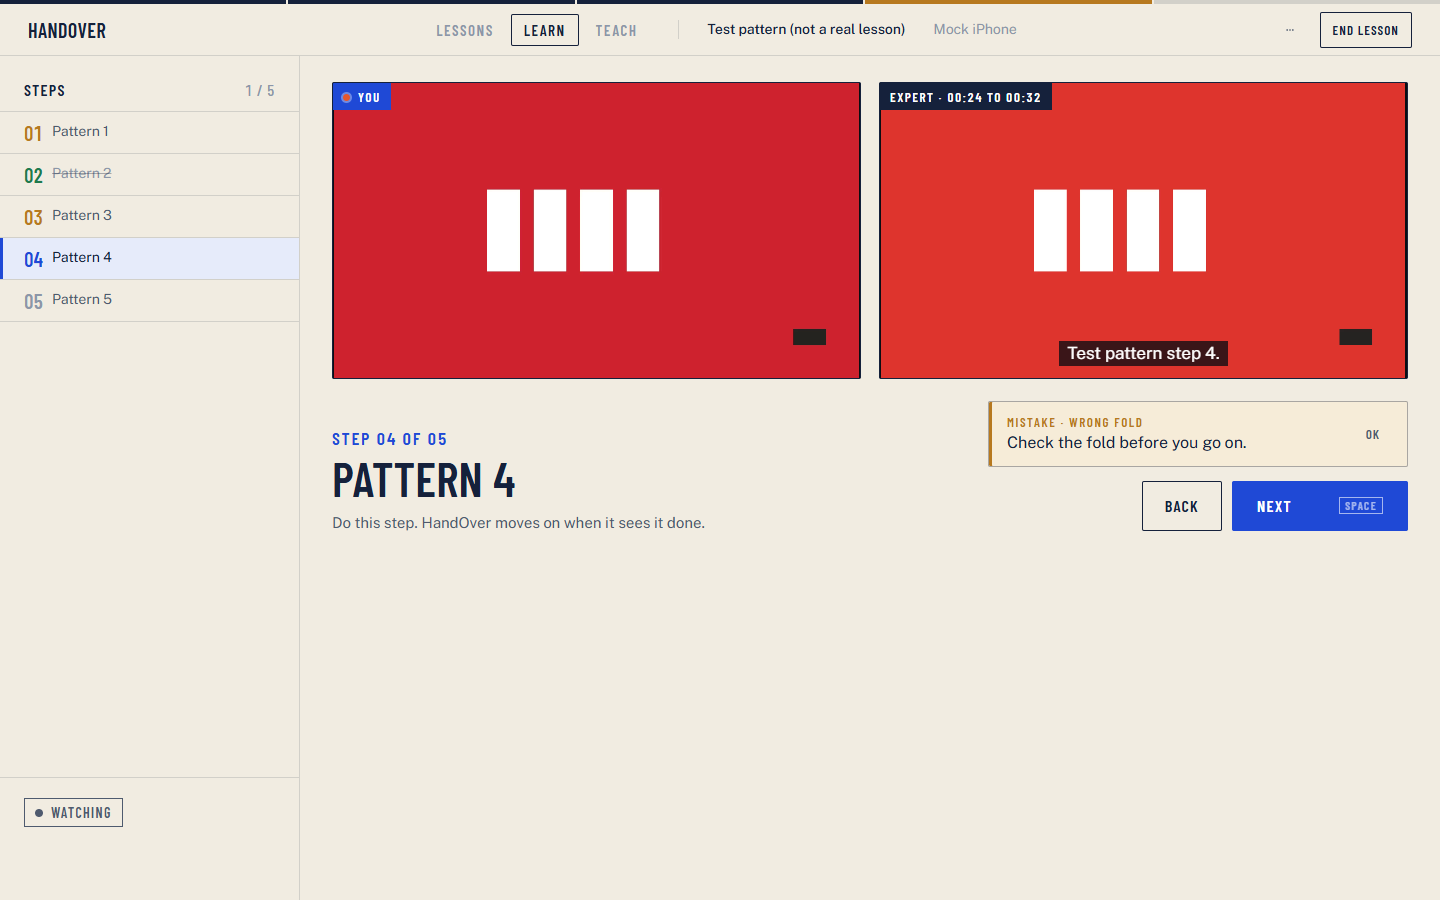 HANDOVER
LESSONS
LEARN
TEACH
Test pattern (not a real lesson)
Mock iPhone
...
END LESSON
STEPS
1 / 5
01 Pattern 1
02 Pattern 2
03 Pattern 3
04 Pattern 4
05 Pattern 5
WATCHING
YOU
EXPERT · 00:24 TO 00:32
Test pattern step 4.
STEP 04 OF 05
PATTERN 4
Do this step. HandOver moves on when it sees it done.
MISTAKE · WRONG FOLD
Check the fold before you go on.
OK
BACK
NEXT
SPACE